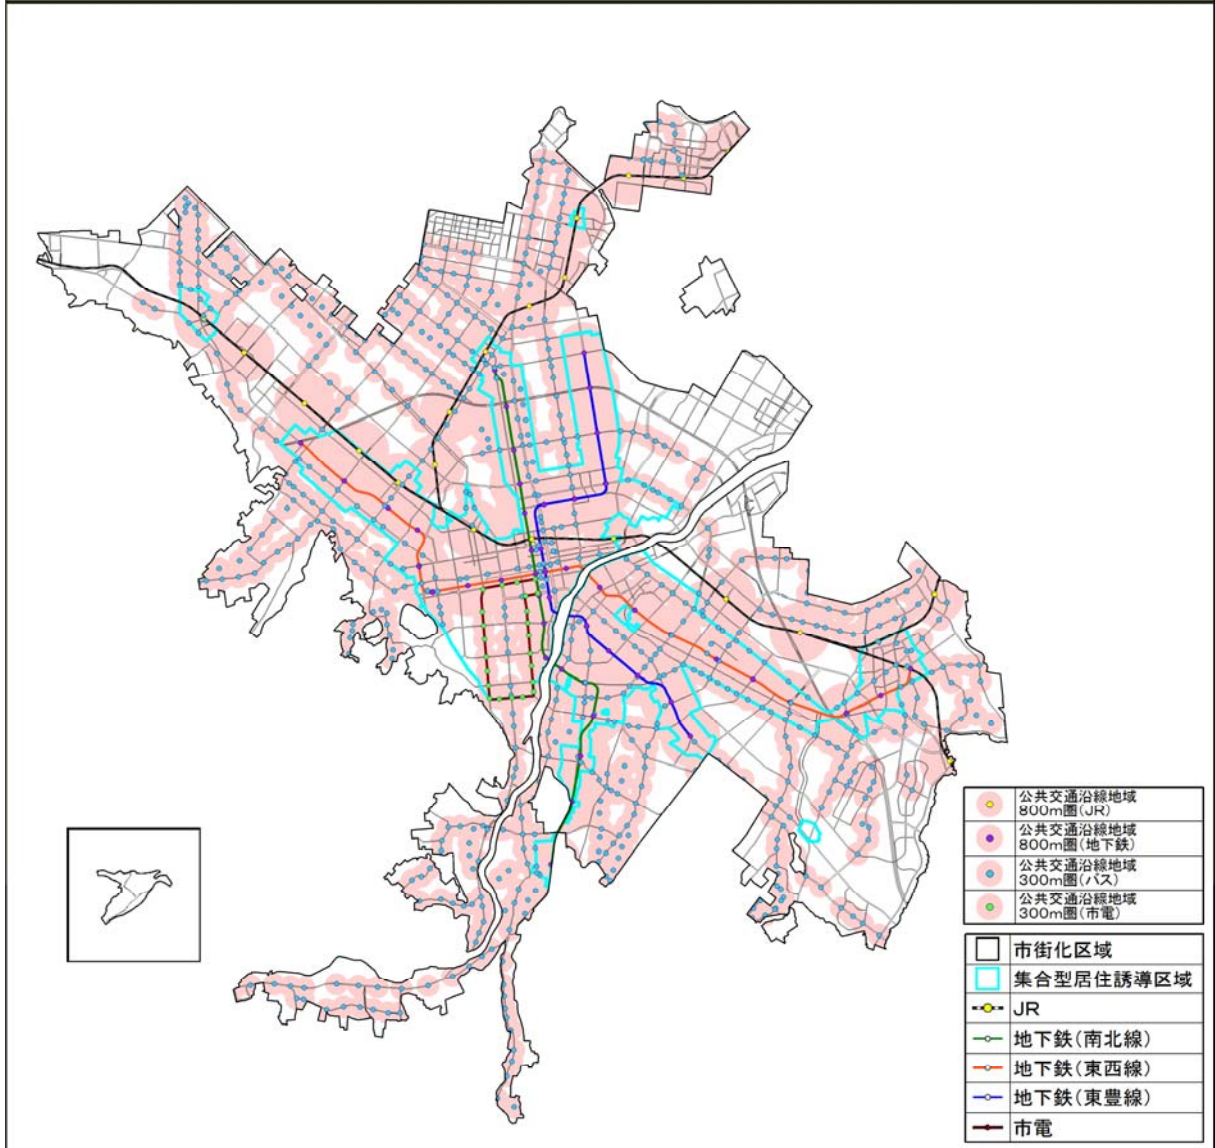 公共交通沿線地域
800m圏(JR)
公共交通沿線地域
800m圏(地下鉄)
公共交通沿線地域
300m圏(バス)
公共交通沿線地域
300m圏(市電)
市街化区域
集合型居住誘導区域
JR
地下鉄(南北線)
地下鉄(東西線)
地下鉄(東豊線)
市電